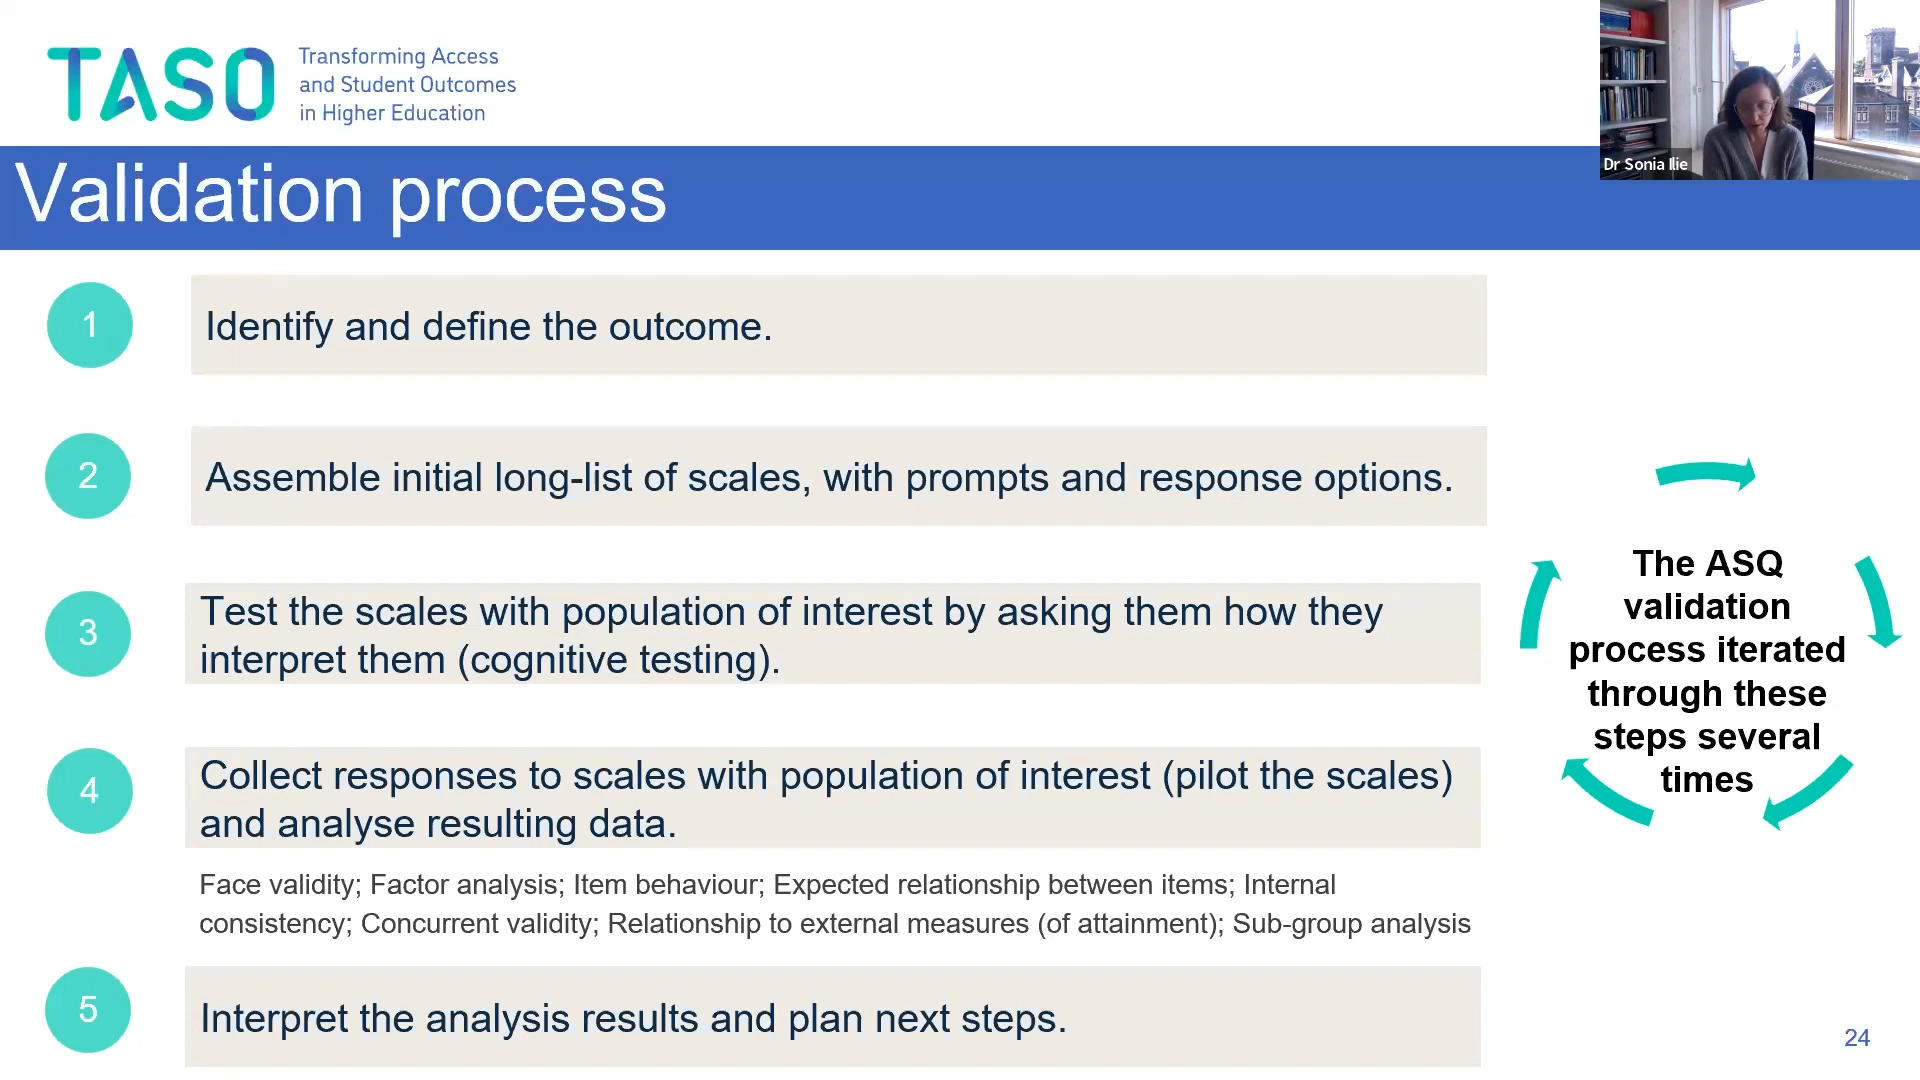 TASO
Transforming Access
and Student Outcomes
in Higher Education
Dr Sonia Ilie
Validation process
1
Identify and define the outcome.
2
Assemble initial long-list of scales, with prompts and response options.
3
Test the scales with population of interest by asking them how they
interpret them (cognitive testing).
4
Collect responses to scales with population of interest (pilot the scales)
and analyse resulting data.
Face validity; Factor analysis; Item behaviour; Expected relationship between items; Internal
consistency; Concurrent validity; Relationship to external measures (of attainment); Sub-group analysis
5
Interpret the analysis results and plan next steps.
The ASQ
validation
process iterated
through these
steps several
times
24